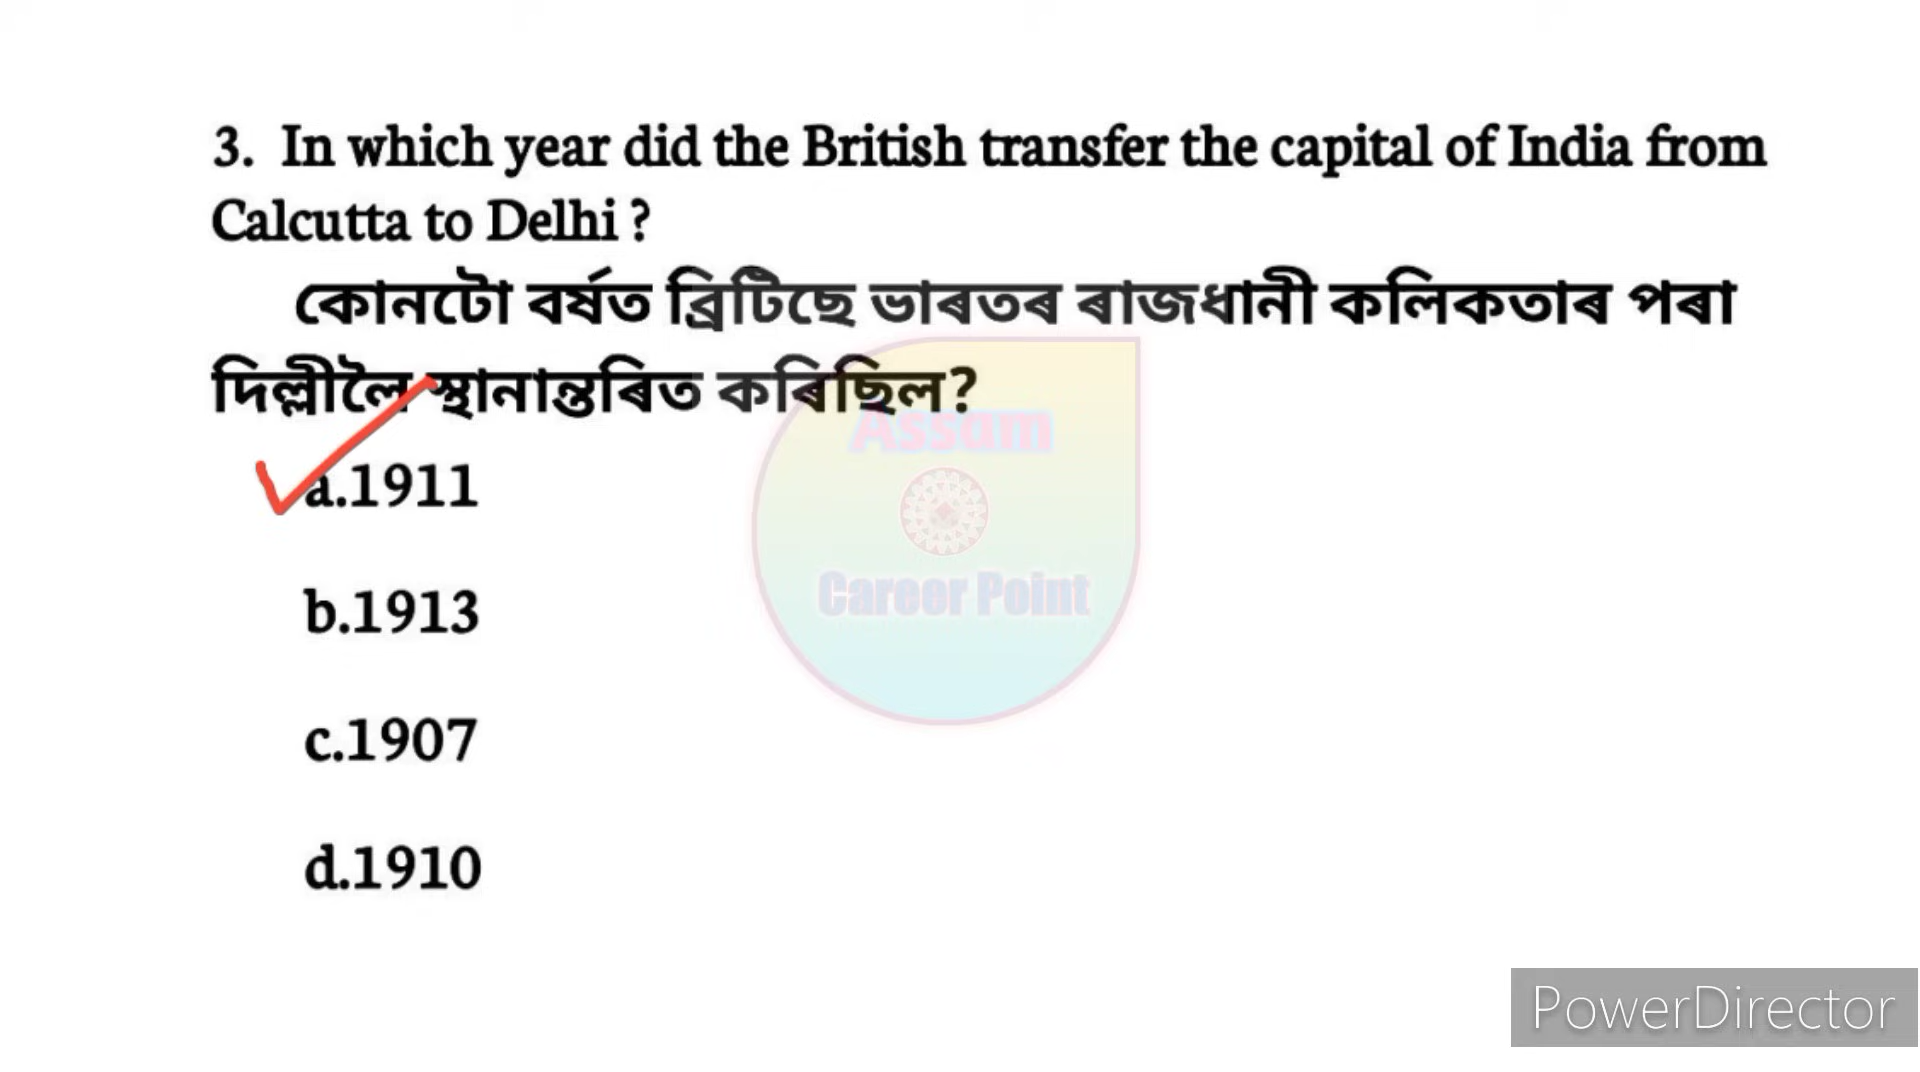 3. In which year did the British transfer the capital of India from
Calcutta to Delhi ?
কোনটো বৰ্ষত ব্ৰিটিছে ভাৰতৰ ৰাজধানী কলিকতাৰ পৰা
দিল্লীলৈ স্থানান্তৰিত কৰিছিল?
a.1911
b.1913
c.1907
d.1910
Assam
Career Point
PowerDirector